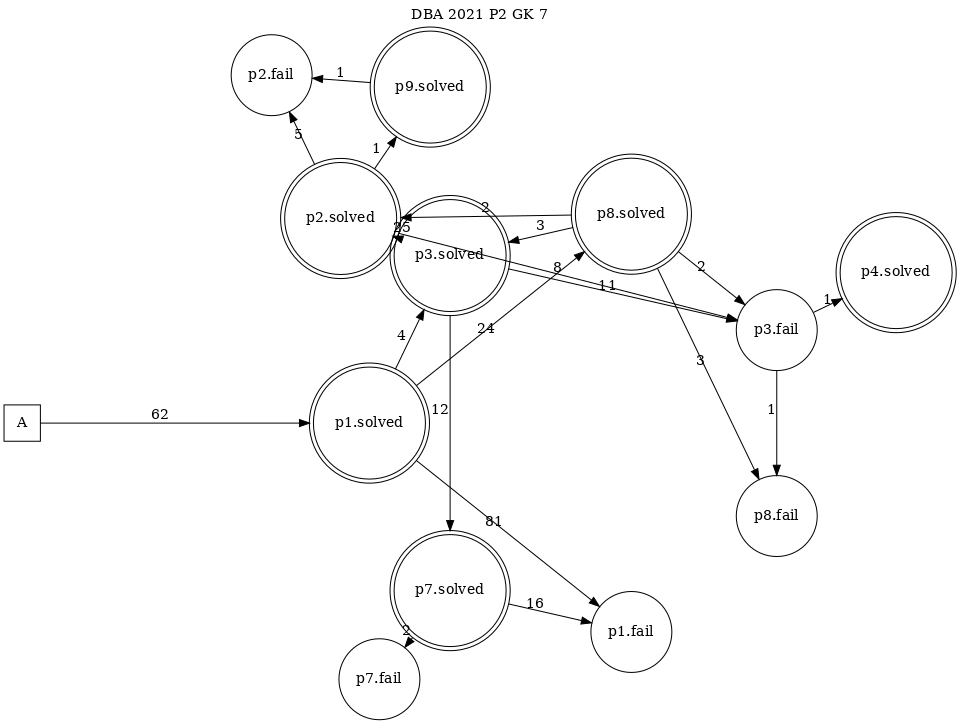 DBA 2021 P2 GK 7
p2.fail
1
p9.solved
5
1
p2.solved
2
p8.solved
3
25
p3.solved
8
2
11
p4.solved
1
p3.fail
4
24
3
62
12
1
A
p1.solved
81
p8.fail
p7.solved
16
2
p1.fail
p7.fail